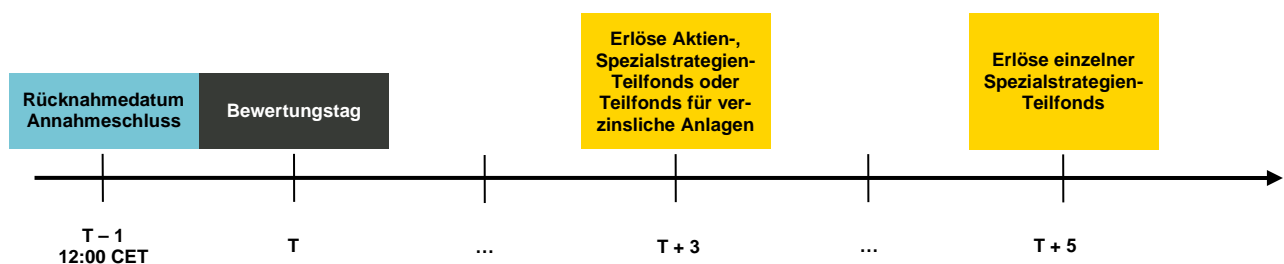 Rücknahmedatum
Annahmeschluss
Bewertungstag
Erlöse Aktien-,
Spezialstrategien-
Teilfonds oder
Teilfonds für ver-
zinsliche Anlagen
Erlöse einzelner
Spezialstrategien-
Teilfonds
T – 1
12:00 CET
T
...
T + 3
...
T + 5